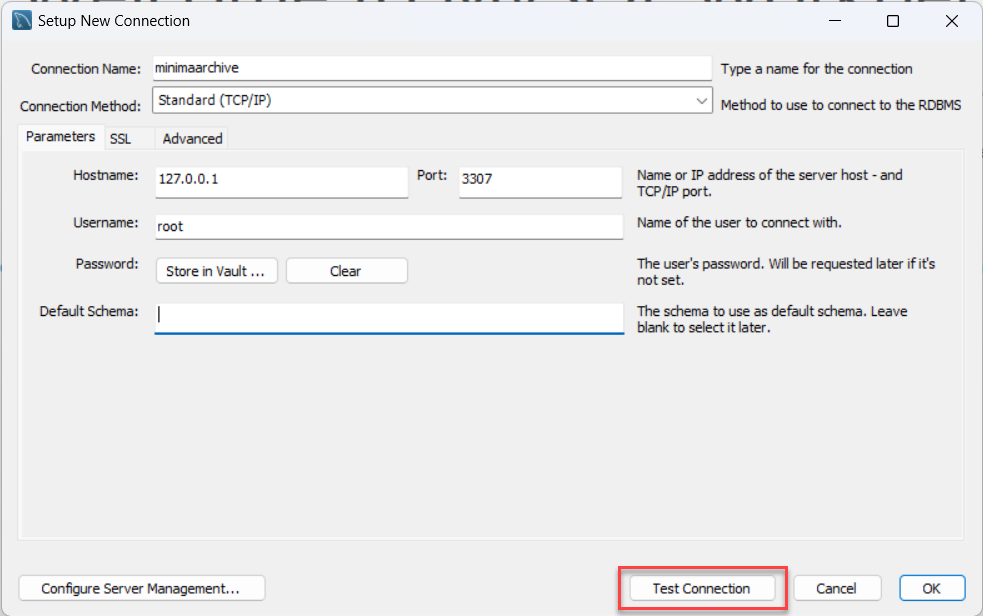 Setup New Connection
Connection Name: minimaarchive Type a name for the connection
Connection Method: Standard (TCP/IP) Method to use to connect to the RDBMS
Parameters SSL Advanced
Hostname: 127.0.0.1 Port: 3307 Name or IP address of the server host - and
TCP/IP port.
Username: root Name of the user to connect with.
Password: Store in Vault ... Clear The user's password. Will be requested later if it's
not set.
Default Schema: The schema to use as default schema. Leave
blank to select it later.
Configure Server Management... Test Connection Cancel OK